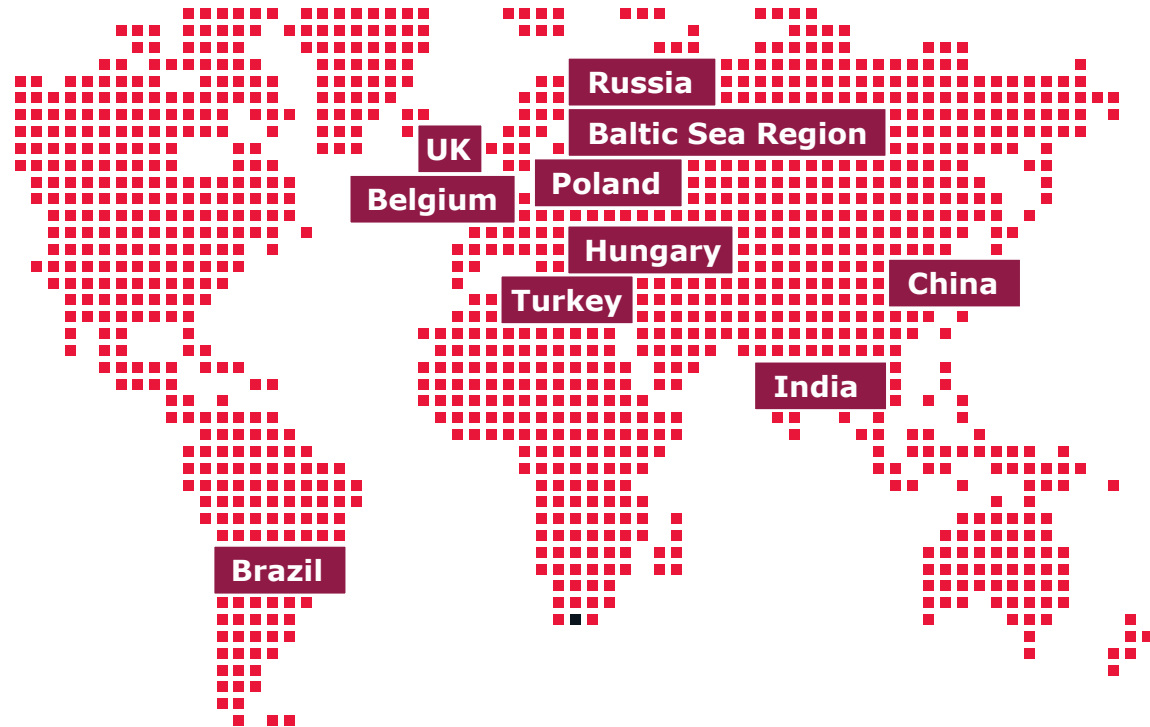 Russia
Baltic Sea Region
UK
Poland
Belgium
Hungary
China
Turkey
India
Brazil